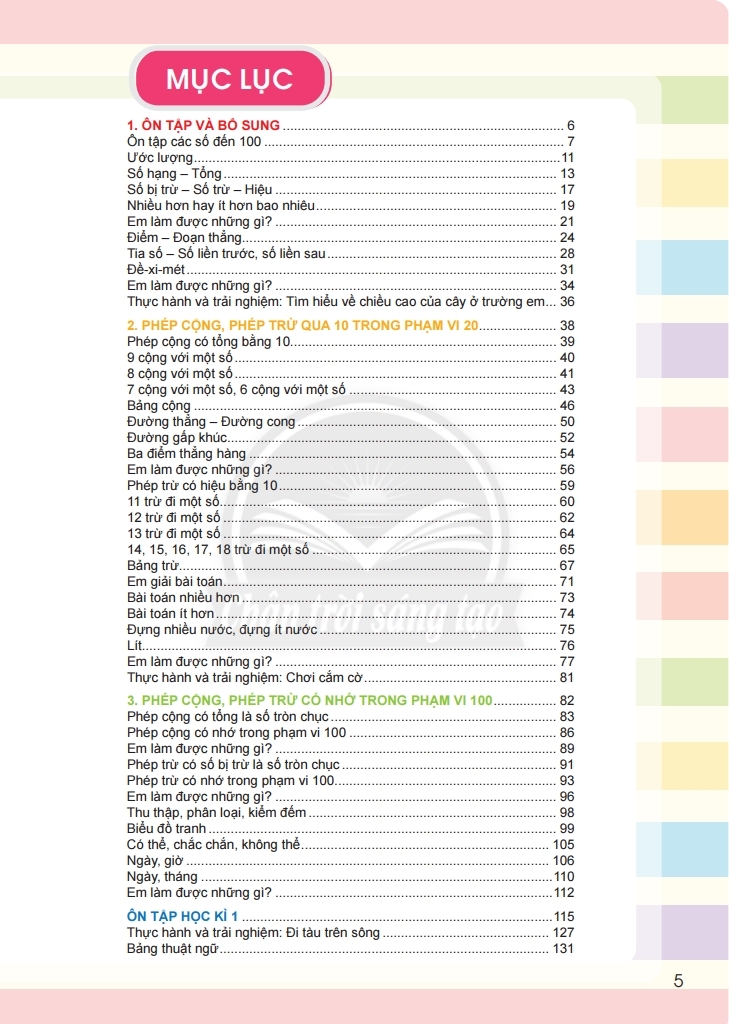 MỤC LỤC
1. ÔN TẬP VÀ BỔ SUNG ........ 6
Ôn tập các số đến 100 ........ 7
Ước lượng ........ 11
Số hạng – Tổng ........ 13
Số bị trừ – Số trừ – Hiệu ........ 17
Nhiều hơn hay ít hơn bao nhiêu ........ 19
Em làm được những gì? ........ 21
Điểm – Đoạn thẳng ........ 24
Tia số – Số liền trước, số liền sau ........ 28
Đề-xi-mét ........ 31
Em làm được những gì? ........ 34
Thực hành và trải nghiệm: Tìm hiểu về chiều cao của cây ở trường em... 36
2. PHÉP CỘNG, PHÉP TRỪ QUA 10 TRONG PHẠM VI 20 ........ 38
Phép cộng có tổng bằng 10 ........ 39
9 cộng với một số ........ 40
8 cộng với một số ........ 41
7 cộng với một số, 6 cộng với một số ........ 43
Bảng cộng ........ 46
Đường thẳng – Đường cong ........ 50
Đường gấp khúc ........ 52
Ba điểm thẳng hàng ........ 54
Em làm được những gì? ........ 56
Phép trừ có hiệu bằng 10 ........ 59
11 trừ đi một số ........ 60
12 trừ đi một số ........ 62
13 trừ đi một số ........ 64
14, 15, 16, 17, 18 trừ đi một số ........ 65
Bảng trừ ........ 67
Em giải bài toán ........ 71
Bài toán nhiều hơn ........ 73
Bài toán ít hơn ........ 74
Đựng nhiều nước, đựng ít nước ........ 75
Lít ........ 76
Em làm được những gì? ........ 77
Thực hành và trải nghiệm: Chơi cắm cờ ........ 81
3. PHÉP CỘNG, PHÉP TRỪ CÓ NHỚ TRONG PHẠM VI 100 ........ 82
Phép cộng có tổng là số tròn chục ........ 83
Phép cộng có nhớ trong phạm vi 100 ........ 86
Em làm được những gì? ........ 89
Phép trừ có số bị trừ là số tròn chục ........ 91
Phép trừ có nhớ trong phạm vi 100 ........ 93
Em làm được những gì? ........ 96
Thu thập, phân loại, kiểm đếm ........ 98
Biểu đồ tranh ........ 99
Có thể, chắc chắn, không thể ........ 105
Ngày, giờ ........ 106
Ngày, tháng ........ 110
Em làm được những gì? ........ 112
ÔN TẬP HỌC KÌ 1 ........ 115
Thực hành và trải nghiệm: Đi tàu trên sông ........ 127
Bảng thuật ngữ ........ 131
Chân trời sáng tạo
5